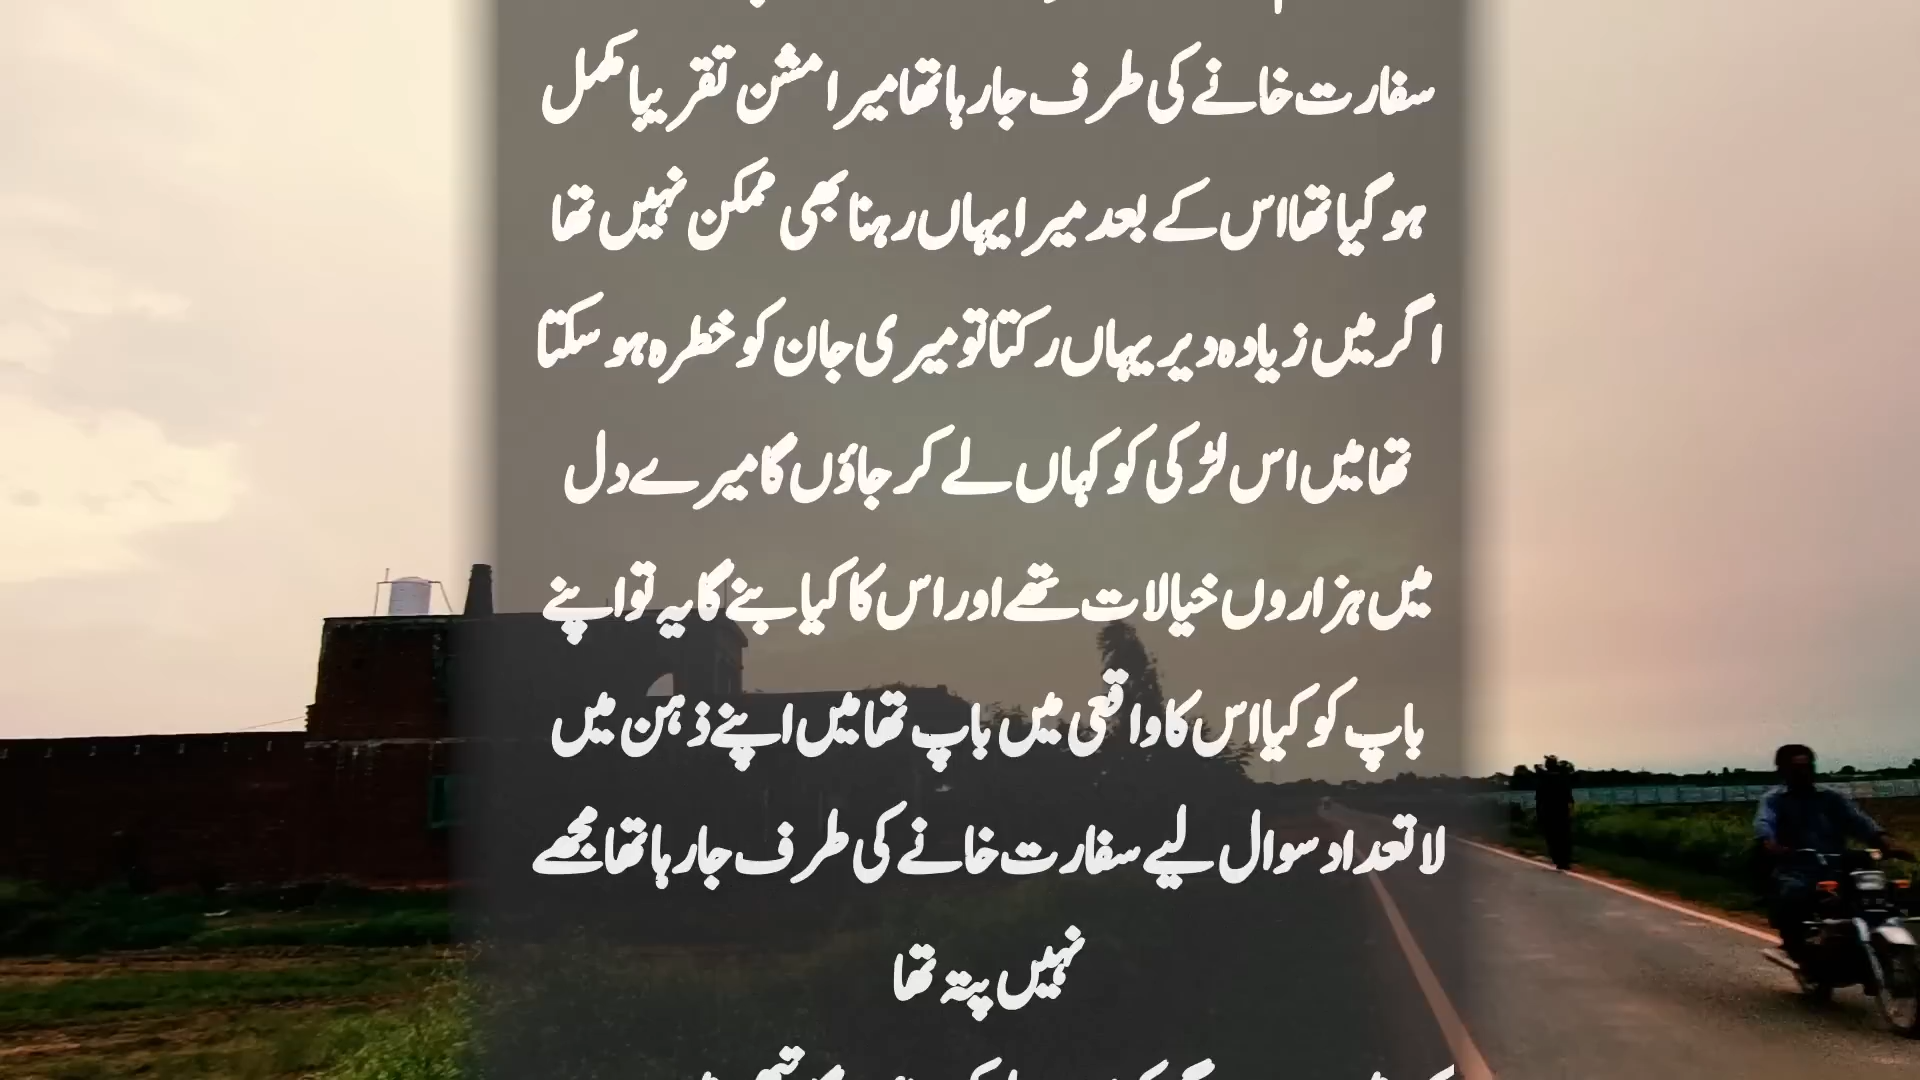 سفارت خانے کی طرف جا رہا تھا میرا مشن تقریبا مکمل
ہو گیا تھا اس کے بعد میرا یہاں رہنا بھی ممکن نہیں تھا
اگر میں زیادہ دیر یہاں رکتا تو میری جان کو خطرہ ہو سکتا
تھا میں اس لڑکی کو کہاں لے کر جاؤں گا میرے دل
میں ہزاروں خیالات تھے اور اس کا کیا بنے گا یہ تو اپنے
باپ کو کیا اس کا واقعی میں باپ تھا میں اپنے ذہن میں
لا تعداد سوال لیے سفارت خانے کی طرف جا رہا تھا مجھے
نہیں پتہ تھا